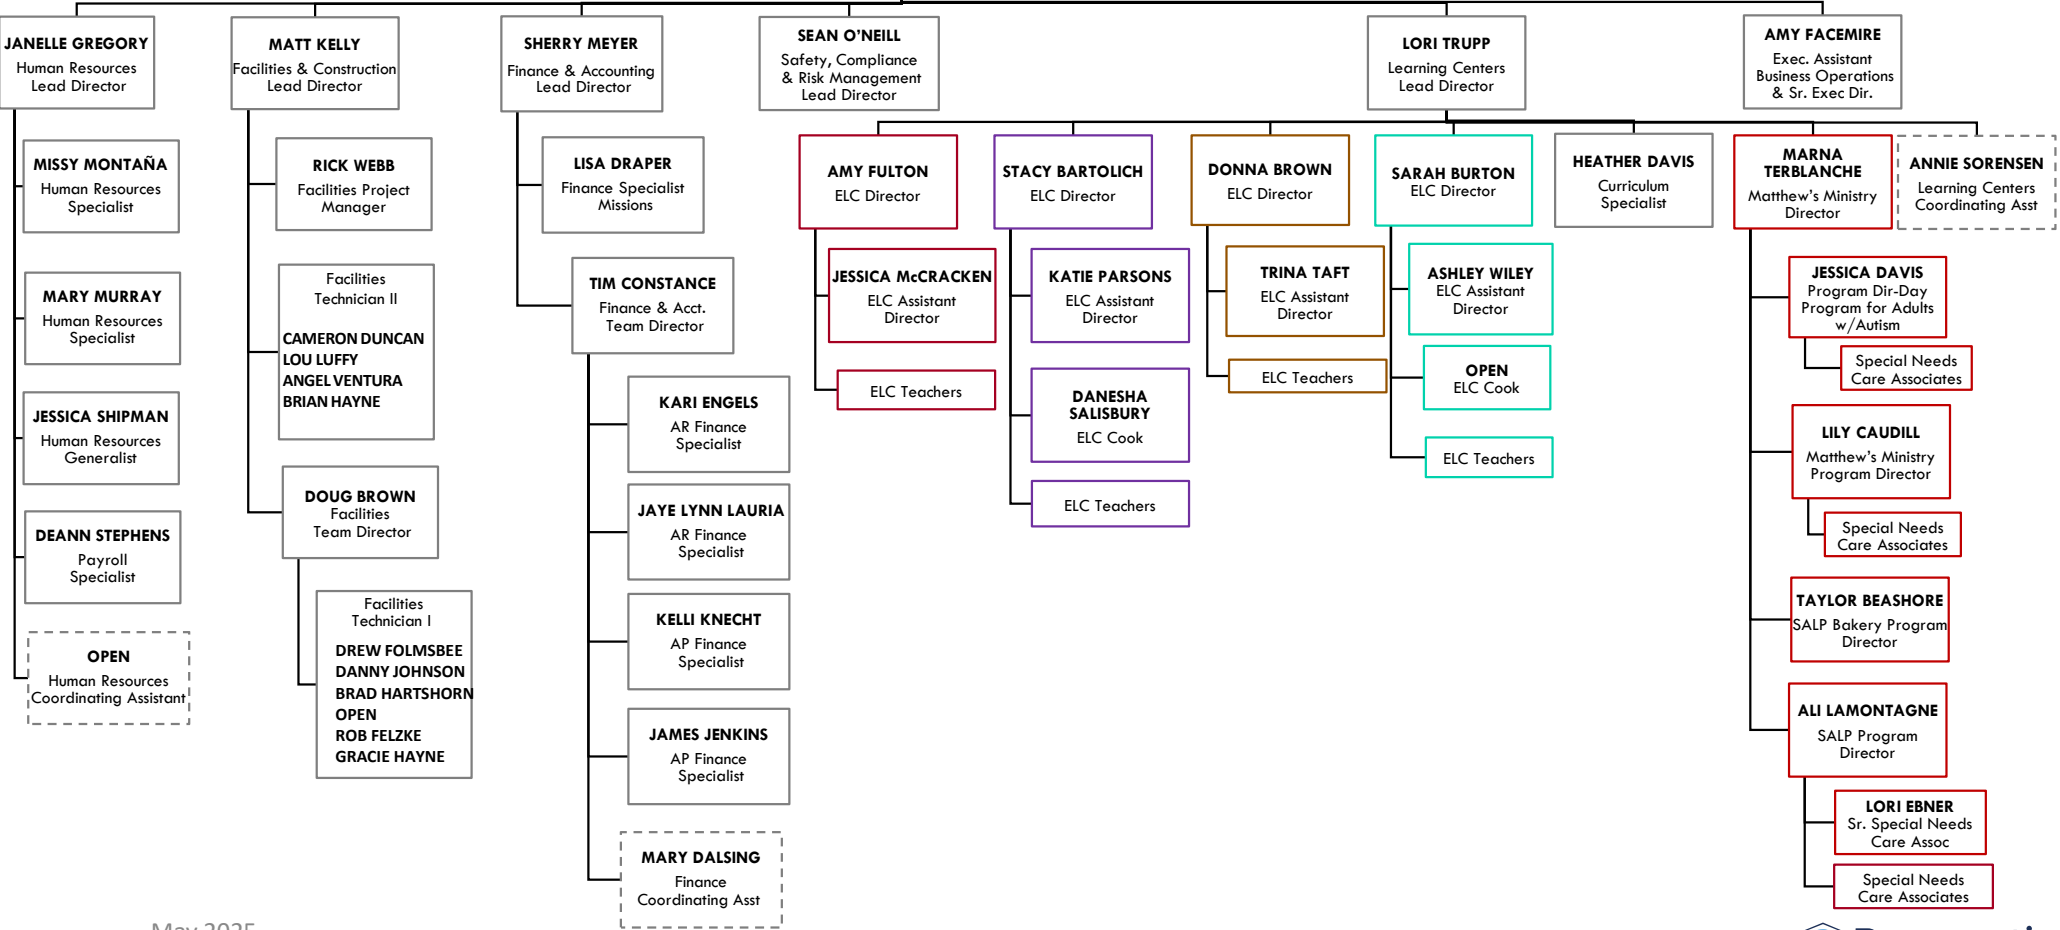 JANELLE GREGORY
Human Resources
Lead Director
MATT KELLY
Facilities & Construction
Lead Director
SHERRY MEYER
Finance & Accounting
Lead Director
SEAN O’NEILL
Safety, Compliance
& Risk Management
Lead Director
LORI TRUPP
Learning Centers
Lead Director
AMY FACEMIRE
Exec. Assistant
Business Operations
& Sr. Exec Dir.
MISSY MONTAÑA
Human Resources
Specialist
MARY MURRAY
Human Resources
Specialist
JESSICA SHIPMAN
Human Resources
Generalist
DEANN STEPHENS
Payroll
Specialist
OPEN
Human Resources
Coordinating Assistant
RICK WEBB
Facilities Project
Manager
Facilities
Technician II
CAMERON DUNCAN
LOU LUFFY
ANGEL VENTURA
BRIAN HAYNE
DOUG BROWN
Facilities
Team Director
Facilities
Technician I
DREW FOLMSBEE
DANNY JOHNSON
BRAD HARTSHORN
OPEN
ROB FELZKE
GRACIE HAYNE
LISA DRAPER
Finance Specialist
Missions
TIM CONSTANCE
Finance & Acct.
Team Director
KARI ENGELS
AR Finance
Specialist
JAYE LYNN LAURIA
AR Finance
Specialist
KELLI KNECHT
AP Finance
Specialist
JAMES JENKINS
AP Finance
Specialist
MARY DALSING
Finance
Coordinating Asst
AMY FULTON
ELC Director
JESSICA McCRACKEN
ELC Assistant
Director
ELC Teachers
STACY BARTOLICH
ELC Director
KATIE PARSONS
ELC Assistant
Director
DANESHA
SALISBURY
ELC Cook
ELC Teachers
DONNA BROWN
ELC Director
TRINA TAFT
ELC Assistant
Director
ELC Teachers
SARAH BURTON
ELC Director
ASHLEY WILEY
ELC Assistant
Director
OPEN
ELC Cook
ELC Teachers
HEATHER DAVIS
Curriculum
Specialist
MARNA
TERBLANCHE
Matthew’s Ministry
Director
JESSICA DAVIS
Program Dir-Day
Program for Adults
w/Autism
Special Needs
Care Associates
LILY CAUDILL
Matthew’s Ministry
Program Director
Special Needs
Care Associates
TAYLOR BEASHORE
SALP Bakery Program
Director
ALI LAMONTAGNE
SALP Program
Director
LORI EBNER
Sr. Special Needs
Care Assoc
Special Needs
Care Associates
ANNIE SORENSEN
Learning Centers
Coordinating Asst
May 2025